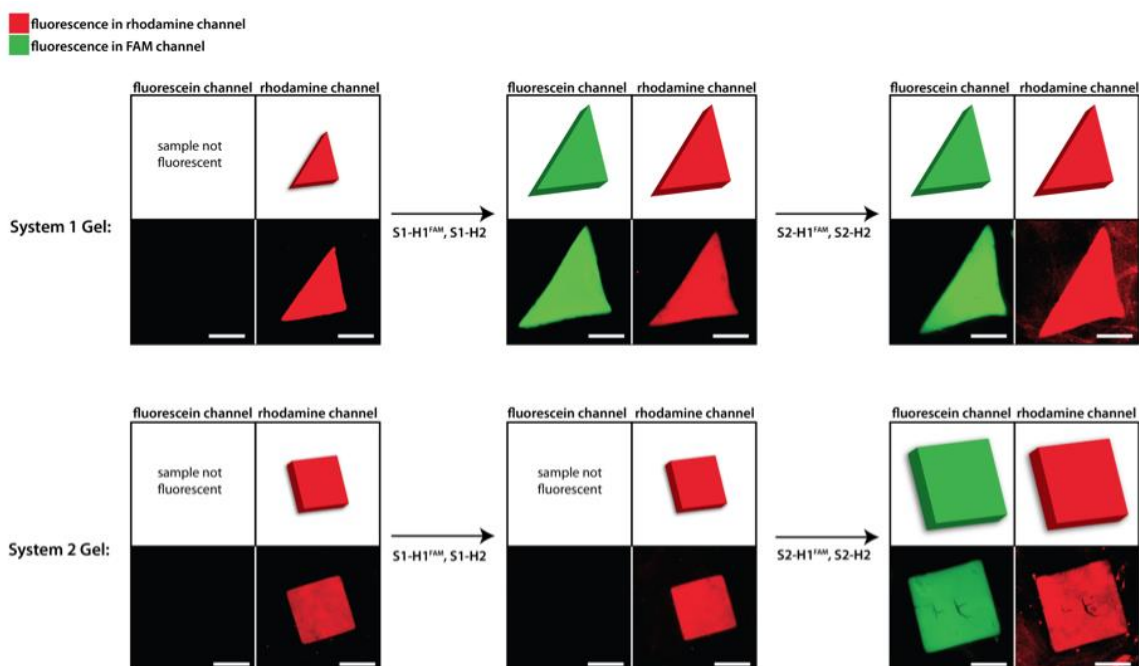 fluorescence in rhodamine channel
fluorescence in FAM channel
fluorescein channel rhodamine channel
fluorescein channel rhodamine channel
fluorescein channel rhodamine channel
sample not
fluorescent
System 1 Gel:
S1-H1FAM, S1-H2
S2-H1FAM, S2-H2
fluorescein channel rhodamine channel
fluorescein channel rhodamine channel
fluorescein channel rhodamine channel
sample not
fluorescent
sample not
fluorescent
System 2 Gel:
S1-H1FAM, S1-H2
S2-H1FAM, S2-H2